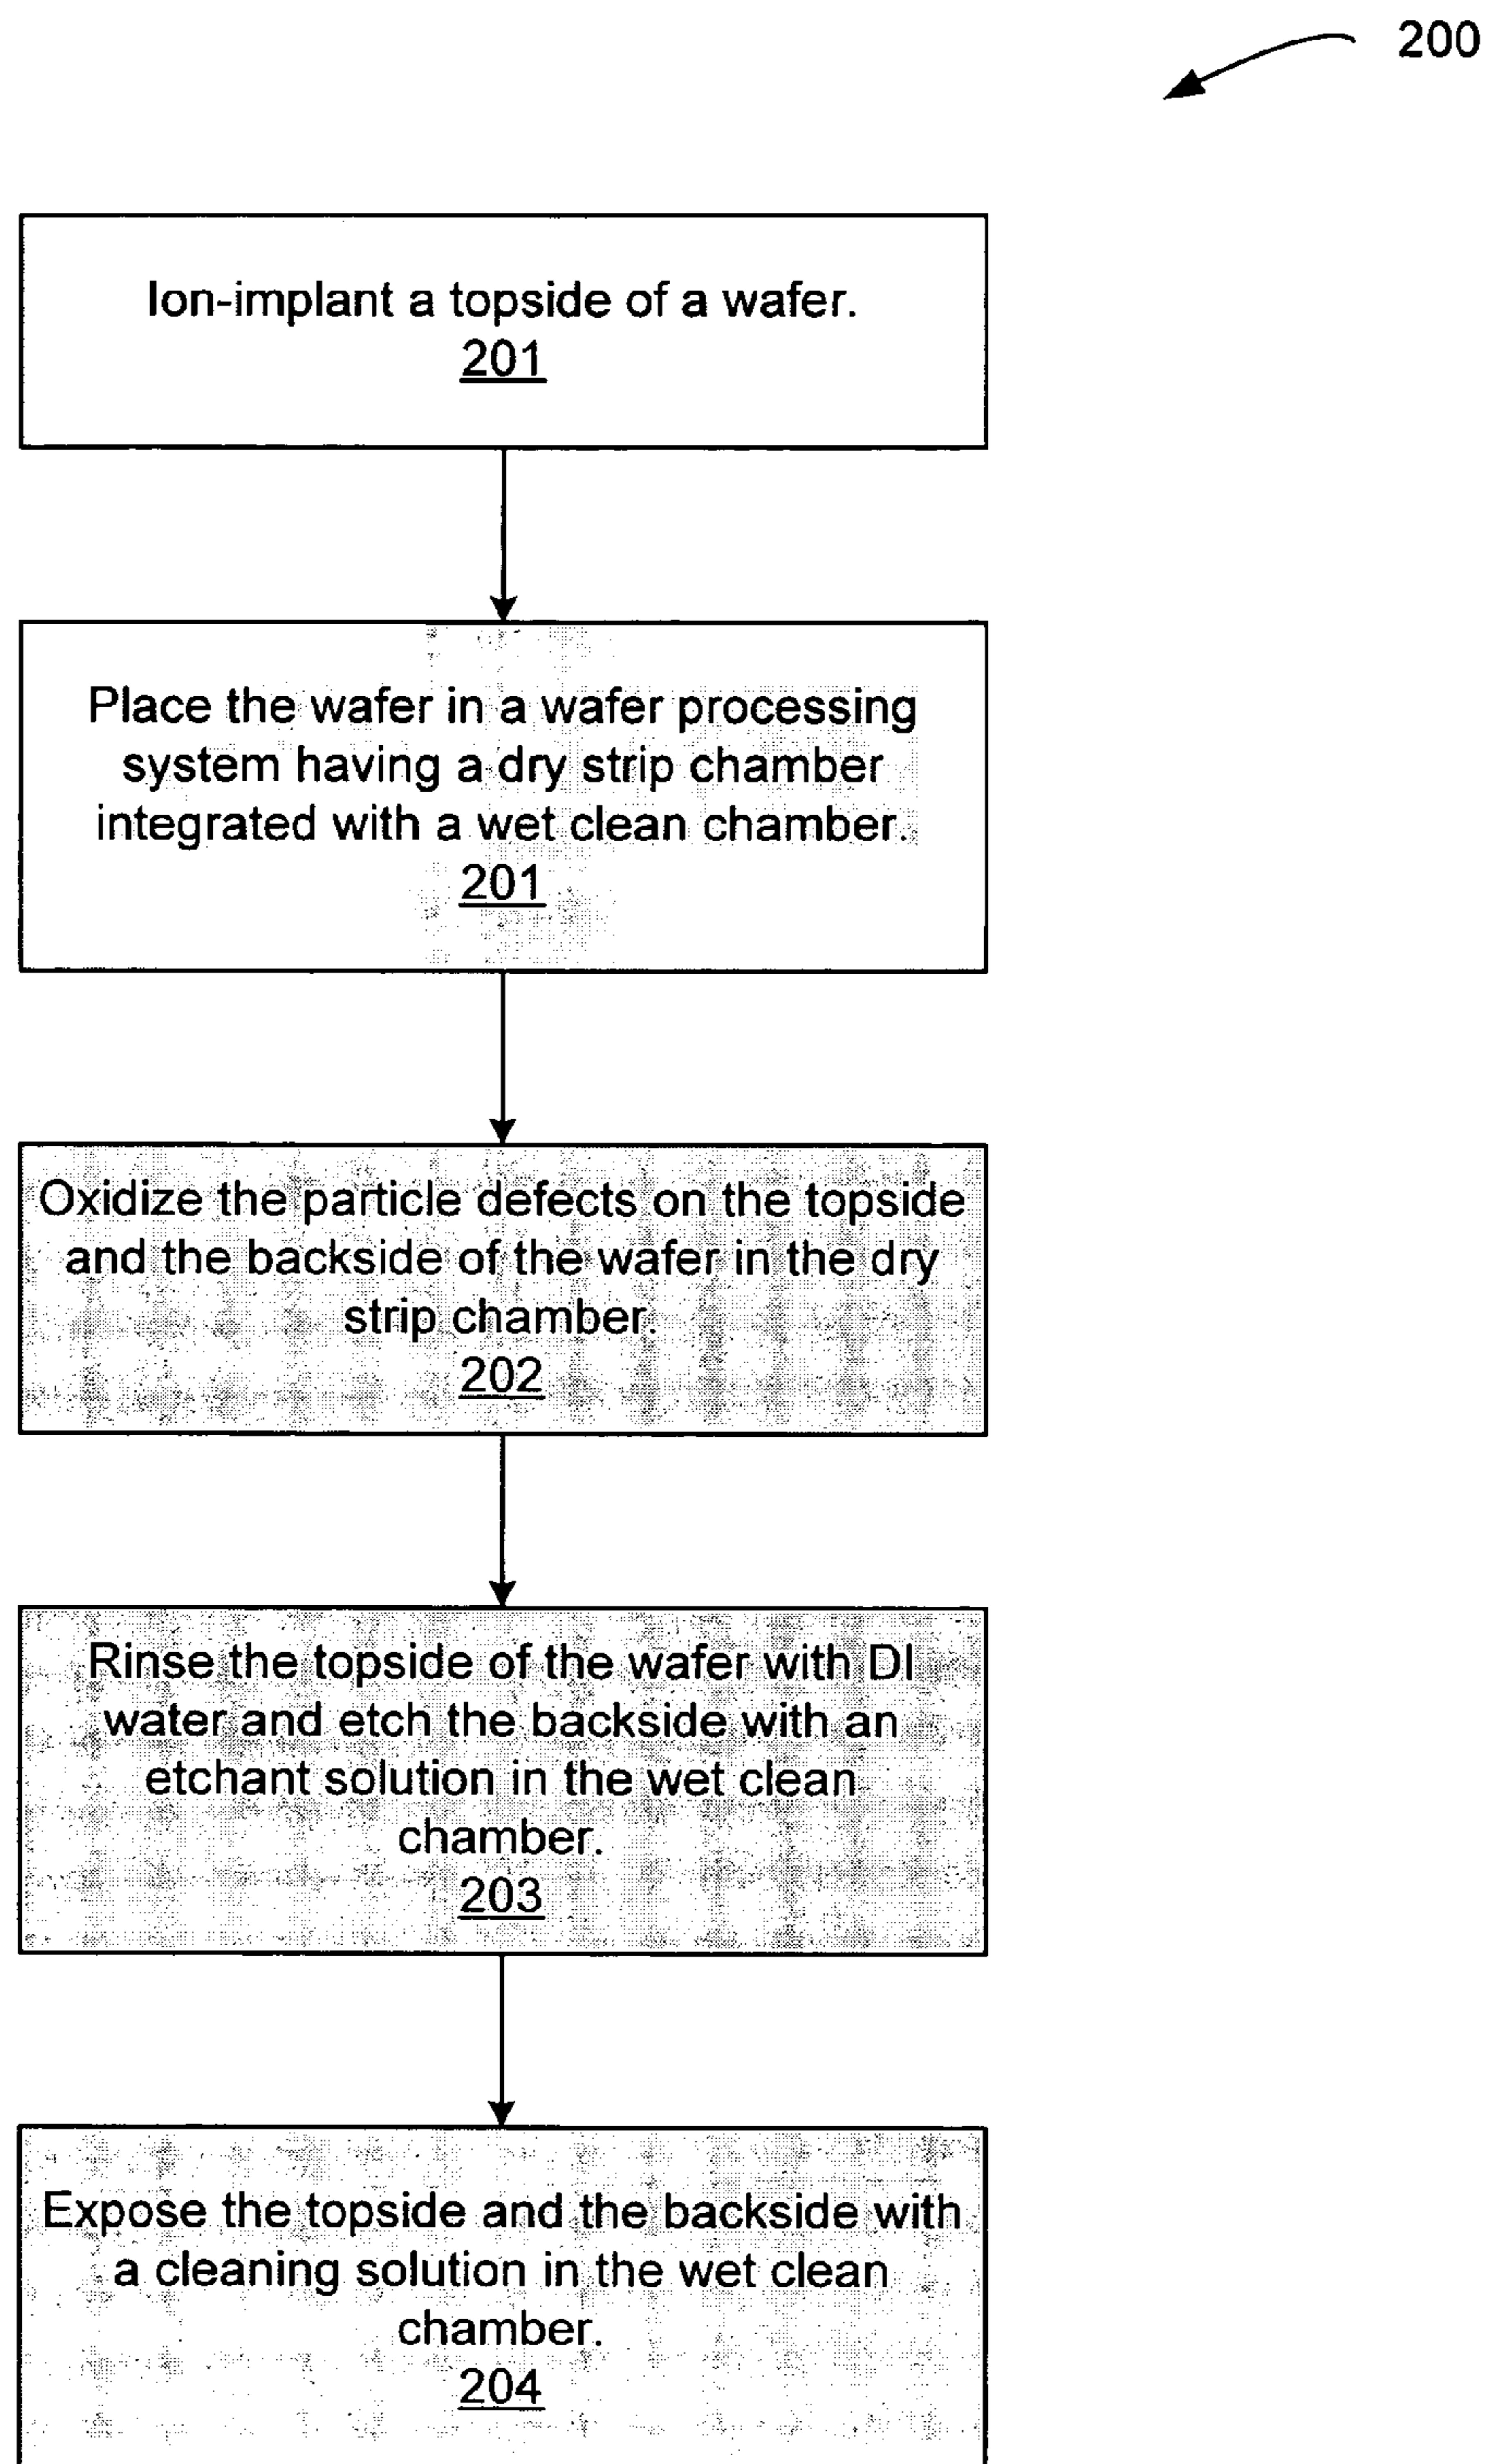 200
Ion-implant a topside of a wafer.
201
Place the wafer in a wafer processing
system having a dry strip chamber
integrated with a wet clean chamber.
201
Oxidize the particle defects on the topside
and the backside of the wafer in the dry
strip chamber.
202
Rinse the topside of the wafer with DI
water and etch the backside with an
etchant solution in the wet clean
chamber.
203
Expose the topside and the backside with
a cleaning solution in the wet clean
chamber.
204